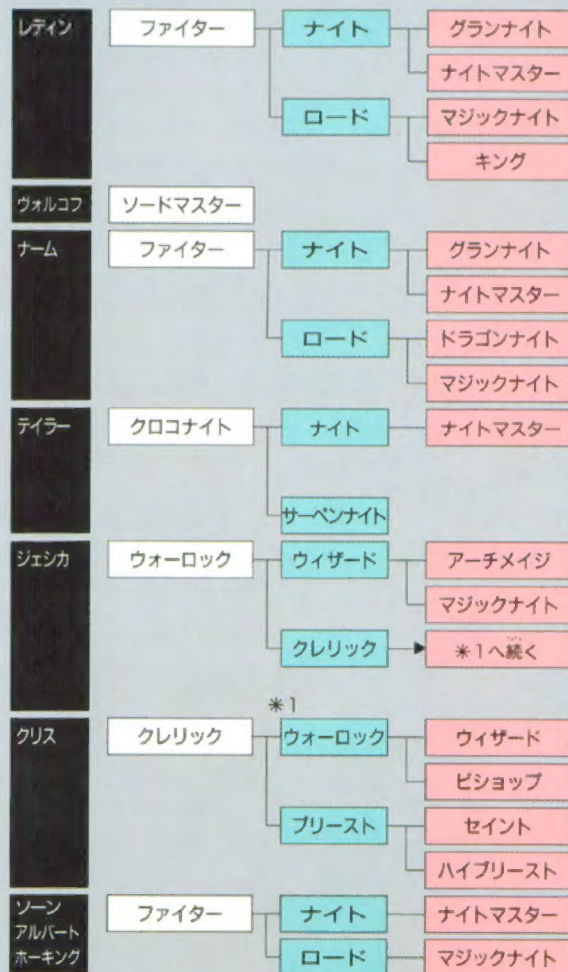 レディン
ファイター
ナイト
グランナイト
ナイトマスター
ロード
マジックナイト
キング
ヴォルコフ
ソードマスター
ナーム
ファイター
ナイト
グランナイト
ナイトマスター
ロード
ドラゴンナイト
マジックナイト
テイラー
クロコナイト
ナイト
ナイトマスター
サーペンナイト
ジェシカ
ウォーロック
ウィザード
アーチメイジ
マジックナイト
クレリック
＊1へ続く
つづ
＊1
クリス
クレリック
ウォーロック
ウィザード
ビショップ
プリースト
セイント
ハイプリースト
ソーン
アルバート
ホーキング
ファイター
ナイト
ナイトマスター
ロード
マジックナイト